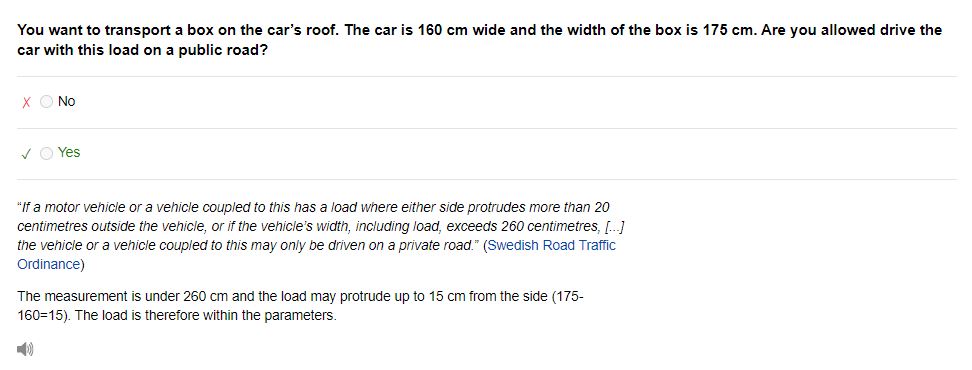 You want to transport a box on the car’s roof. The car is 160 cm wide and the width of the box is 175 cm. Are you allowed drive the
car with this load on a public road?
X No
✓ Yes
“If a motor vehicle or a vehicle coupled to this has a load where either side protrudes more than 20
centimetres outside the vehicle, or if the vehicle’s width, including load, exceeds 260 centimetres, [...]
the vehicle or a vehicle coupled to this may only be driven on a private road.” (Swedish Road Traffic
Ordinance)
The measurement is under 260 cm and the load may protrude up to 15 cm from the side (175-
160=15). The load is therefore within the parameters.